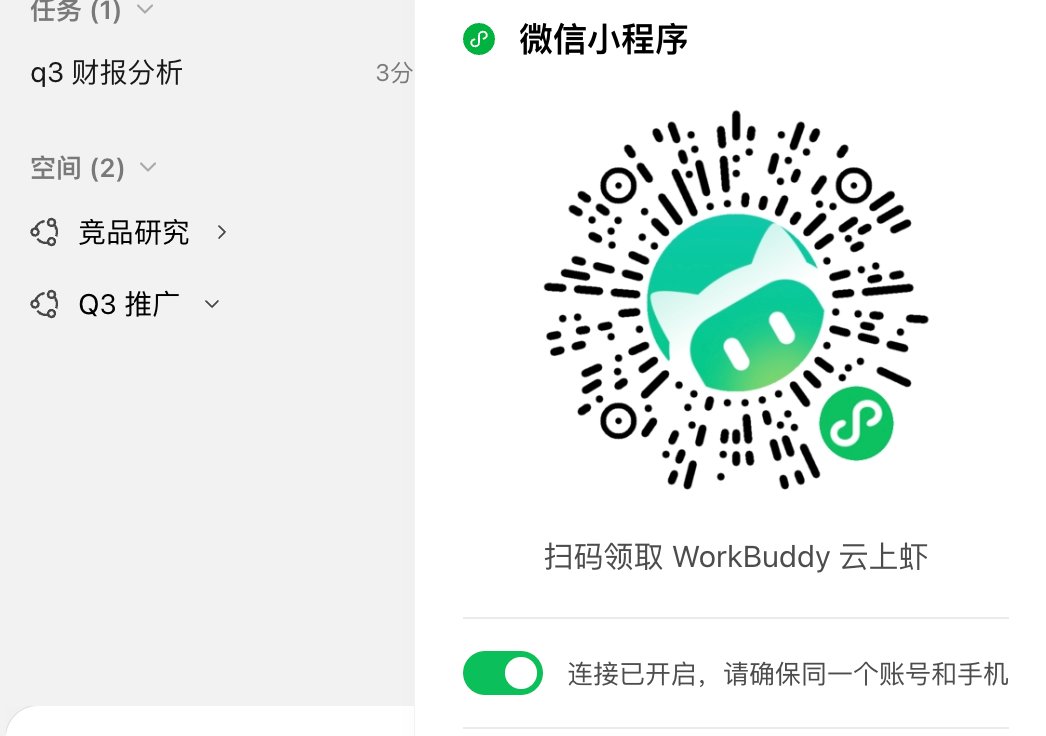 任务 (1)
q3 财报分析
3分
空间 (2)
竞品研究
Q3 推广
微信小程序
扫码领取 WorkBuddy 云上虾
连接已开启，请确保同一个账号和手机